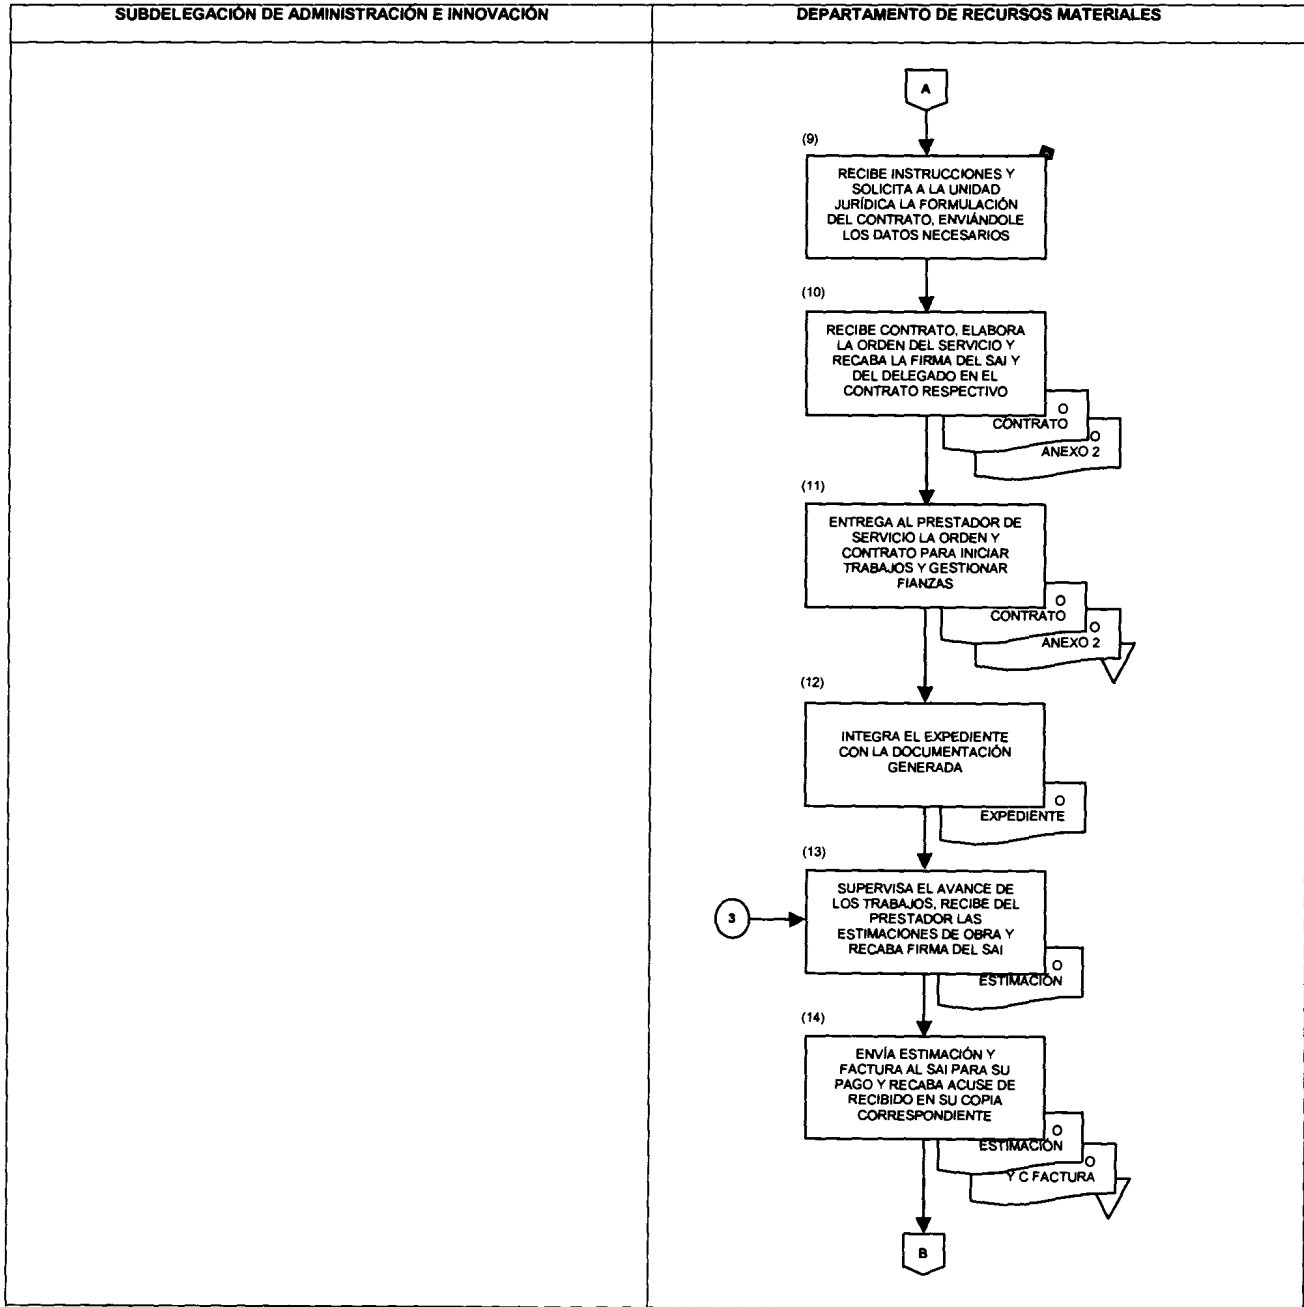 SUBDELEGACIÓN DE ADMINISTRACIÓN E INNOVACIÓN
DEPARTAMENTO DE RECURSOS MATERIALES
A
(9)
RECIBE INSTRUCCIONES Y
SOLICITA A LA UNIDAD
JURÍDICA LA FORMULACIÓN
DEL CONTRATO, ENVIÁNDOLE
LOS DATOS NECESARIOS
(10)
RECIBE CONTRATO, ELABORA
LA ORDEN DEL SERVICIO Y
RECABA LA FIRMA DEL SAI Y
DEL DELEGADO EN EL
CONTRATO RESPECTIVO
O
CONTRATO
O
ANEXO 2
(11)
ENTREGA AL PRESTADOR DE
SERVICIO LA ORDEN Y
CONTRATO PARA INICIAR
TRABAJOS Y GESTIONAR
FIANZAS
O
CONTRATO
O
ANEXO 2
(12)
INTEGRA EL EXPEDIENTE
CON LA DOCUMENTACIÓN
GENERADA
O
EXPEDIENTE
(13)
SUPERVISA EL AVANCE DE
LOS TRABAJOS, RECIBE DEL
PRESTADOR LAS
ESTIMACIONES DE OBRA Y
RECABA FIRMA DEL SAI
3
O
ESTIMACIÓN
(14)
ENVÍA ESTIMACIÓN Y
FACTURA AL SAI PARA SU
PAGO Y RECABA ACUSE DE
RECIBIDO EN SU COPIA
CORRESPONDIENTE
O
ESTIMACIÓN
O
Y C FACTURA
B